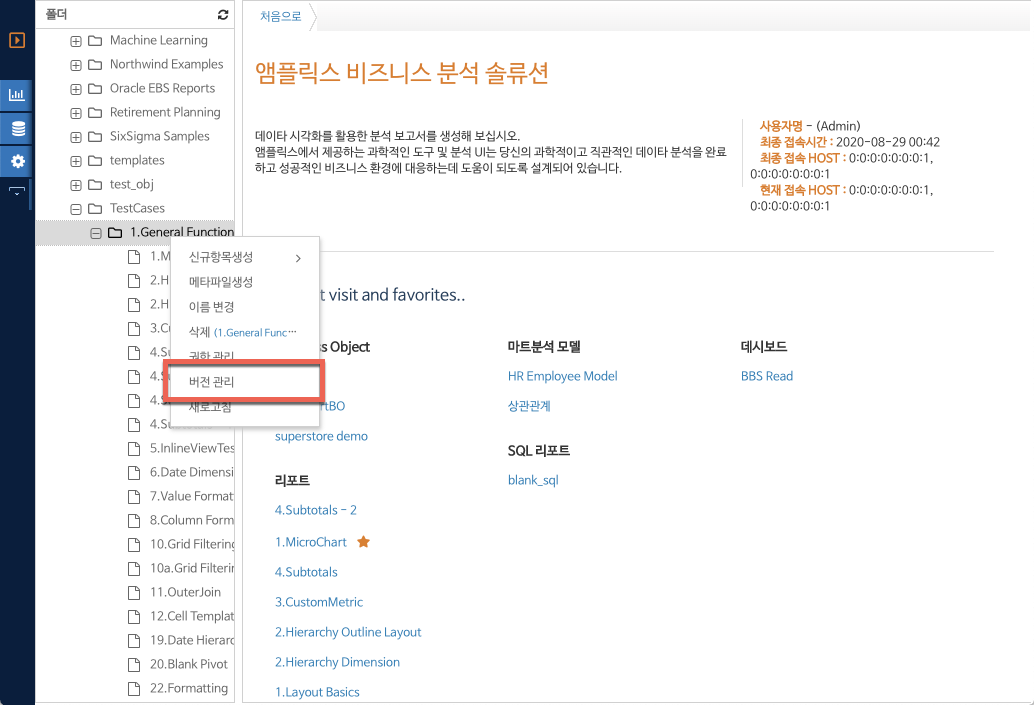 폴더
Machine Learning
Northwind Examples
Oracle EBS Reports
Retirement Planning
SixSigma Samples
templates
test_obj
TestCases
1.General Function
1.M
2.H
2.H
3.Cu
4.Su
4.Su
4.S
4.Su
5.InlineViewTes
6.Date Dimensi
7.Value Format
8.Column Form
10.Grid Filtering
10a.Grid Filterin
11.OuterJoin
12.Cell Templat
19.Date Hierarc
20.Blank Pivot
22.Formatting
신규항목생성
메타파일생성
이름 변경
삭제 (1.General Func...
권한 관리
버전 관리
새로고침
처음으로
앰플릭스 비즈니스 분석 솔류션
데이타 시각화를 활용한 분석 보고서를 생성해 보십시오.
앰플릭스에서 제공하는 과학적인 도구 및 분석 UI는 당신의 과학적이고 직관적인 데이타 분석을 완료
하고 성공적인 비즈니스 환경에 대응하는데 도움이 되도록 설계되어 있습니다.
사용자명 - (Admin)
최종 접속시간 : 2020-08-29 00:42
최종 접속 HOST : 0:0:0:0:0:0:0:1,
0:0:0:0:0:0:0:1
현재 접속 HOST : 0:0:0:0:0:0:0:1,
0:0:0:0:0:0:0:1
t visit and favorites..
s Object
rtBO
superstore demo
리포트
4.Subtotals - 2
1.MicroChart
4.Subtotals
3.CustomMetric
2.Hierarchy Outline Layout
2.Hierarchy Dimension
1.Layout Basics
마트분석 모델
HR Employee Model
상관관계
SQL 리포트
blank_sql
데시보드
BBS Read